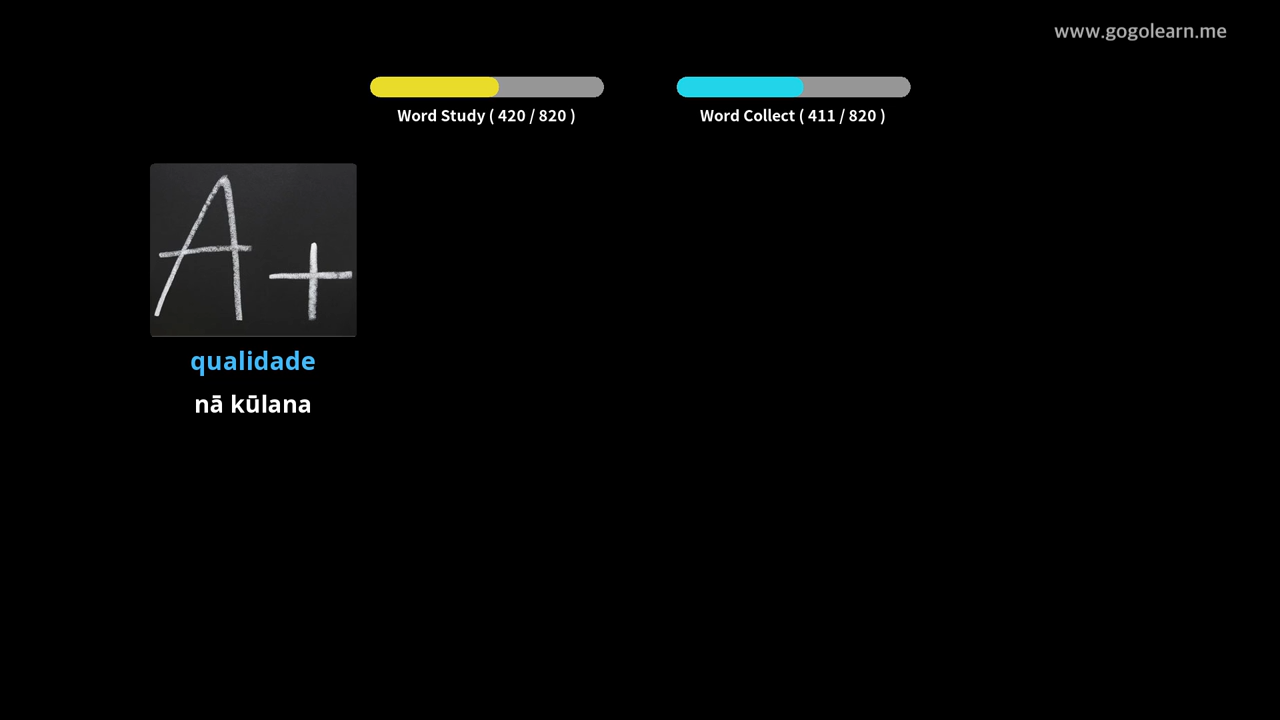 www.gogolearn.me
Word Study ( 420 / 820 )
Word Collect ( 411 / 820 )
A+
qualidade
nā kūlana